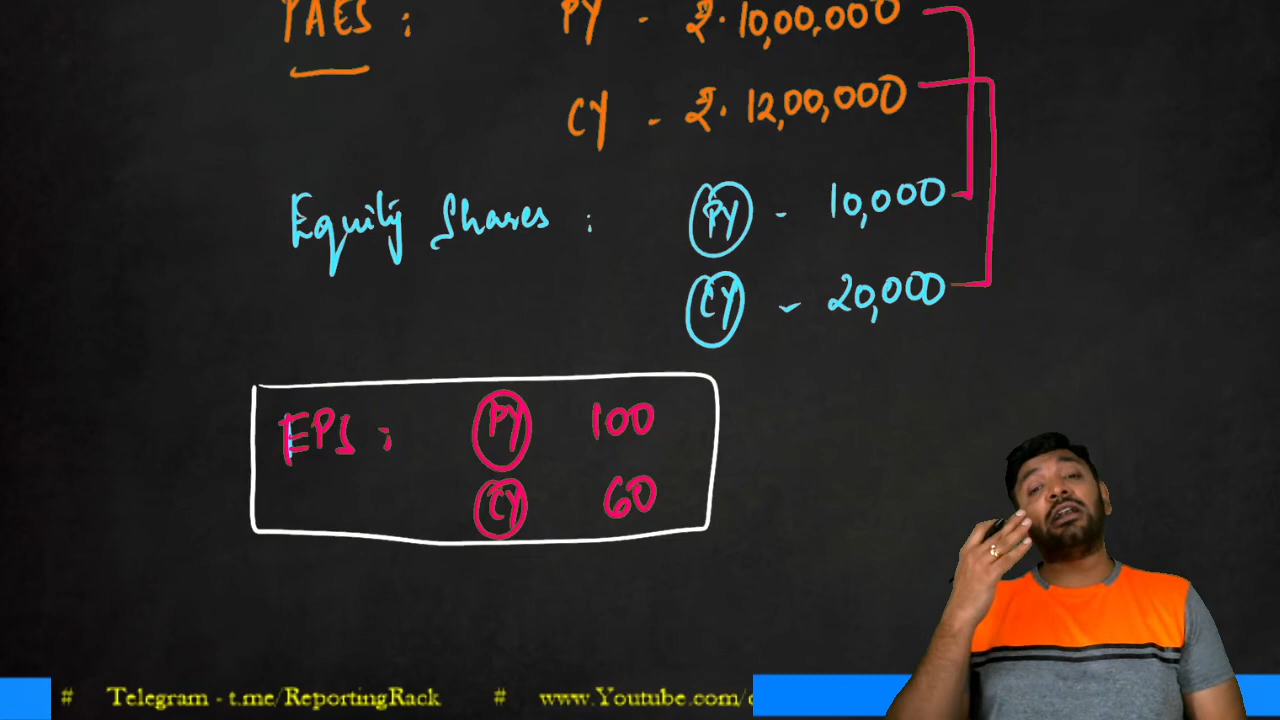 PAES : PY - ₹. 10,00,000
CY - ₹. 12,00,000
Equity Shares : PY - 10,000
CY - 20,000
EPS : PY 100
CY 60
# Telegram - t.me/ReportingRack # www.Youtube.com/